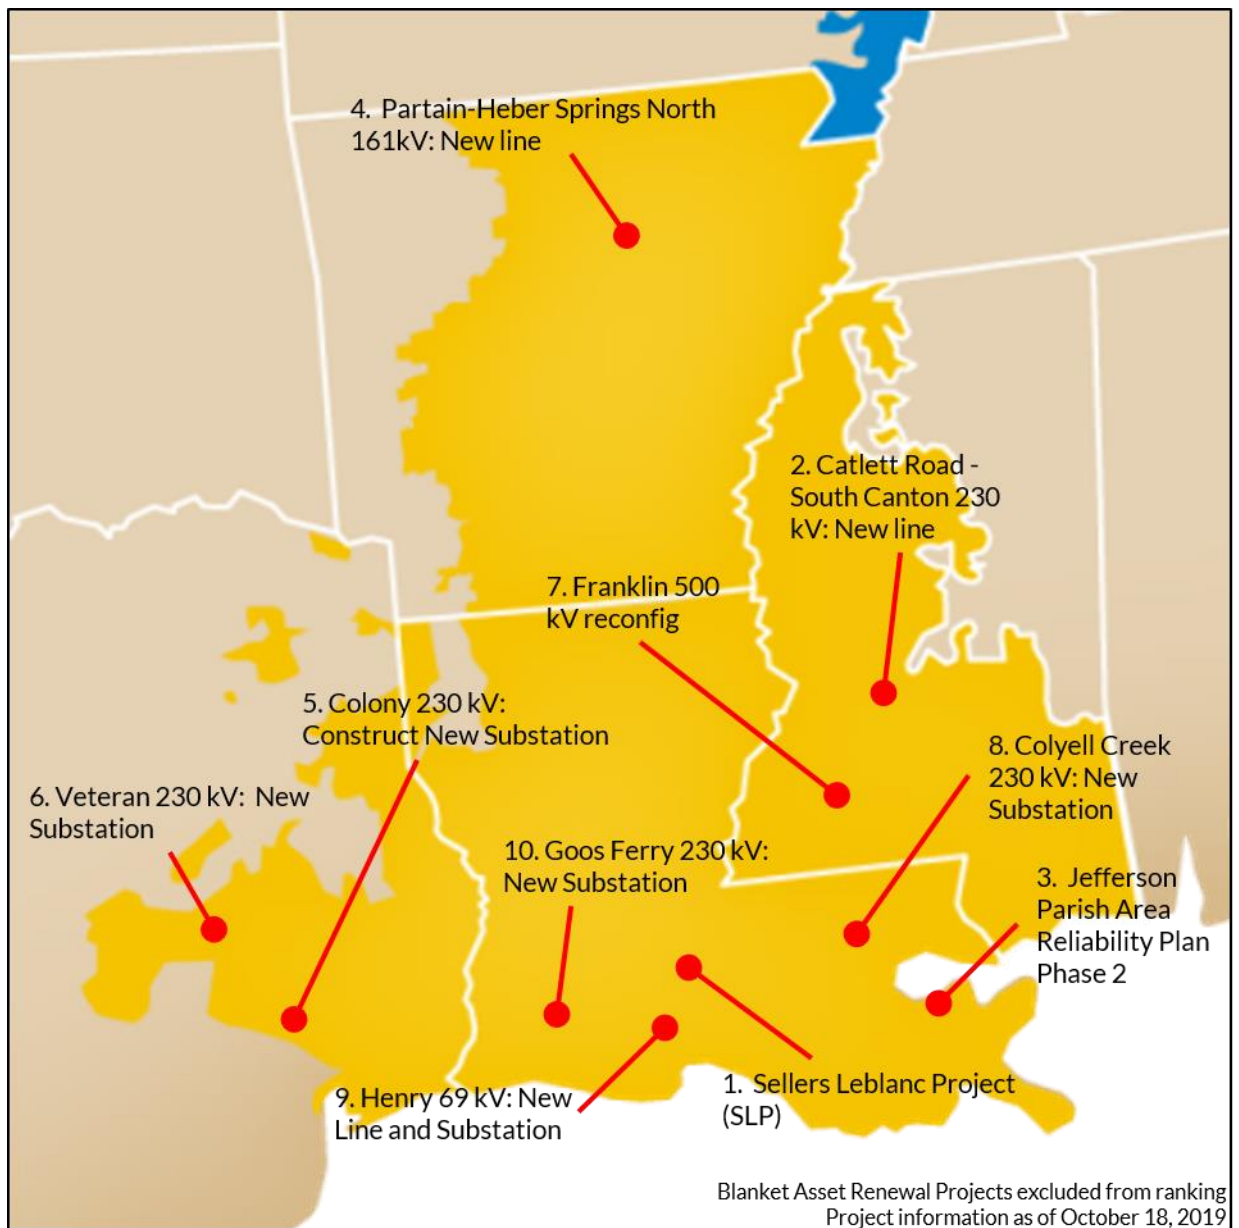 4.  Partain-Heber Springs North
161kV: New line
2. Catlett Road -
South Canton 230
kV: New line
7. Franklin 500
kV reconfig
5. Colony 230 kV:
Construct New Substation
8. Colyell Creek
230 kV: New
Substation
6. Veteran 230 kV:  New
Substation
10. Goos Ferry 230 kV:
New Substation
3.  Jefferson
Parish Area
Reliability Plan
Phase 2
1.  Sellers Leblanc Project
(SLP)
9. Henry 69 kV: New
Line and Substation
Blanket Asset Renewal Projects excluded from ranking
Project information as of October 18, 2019